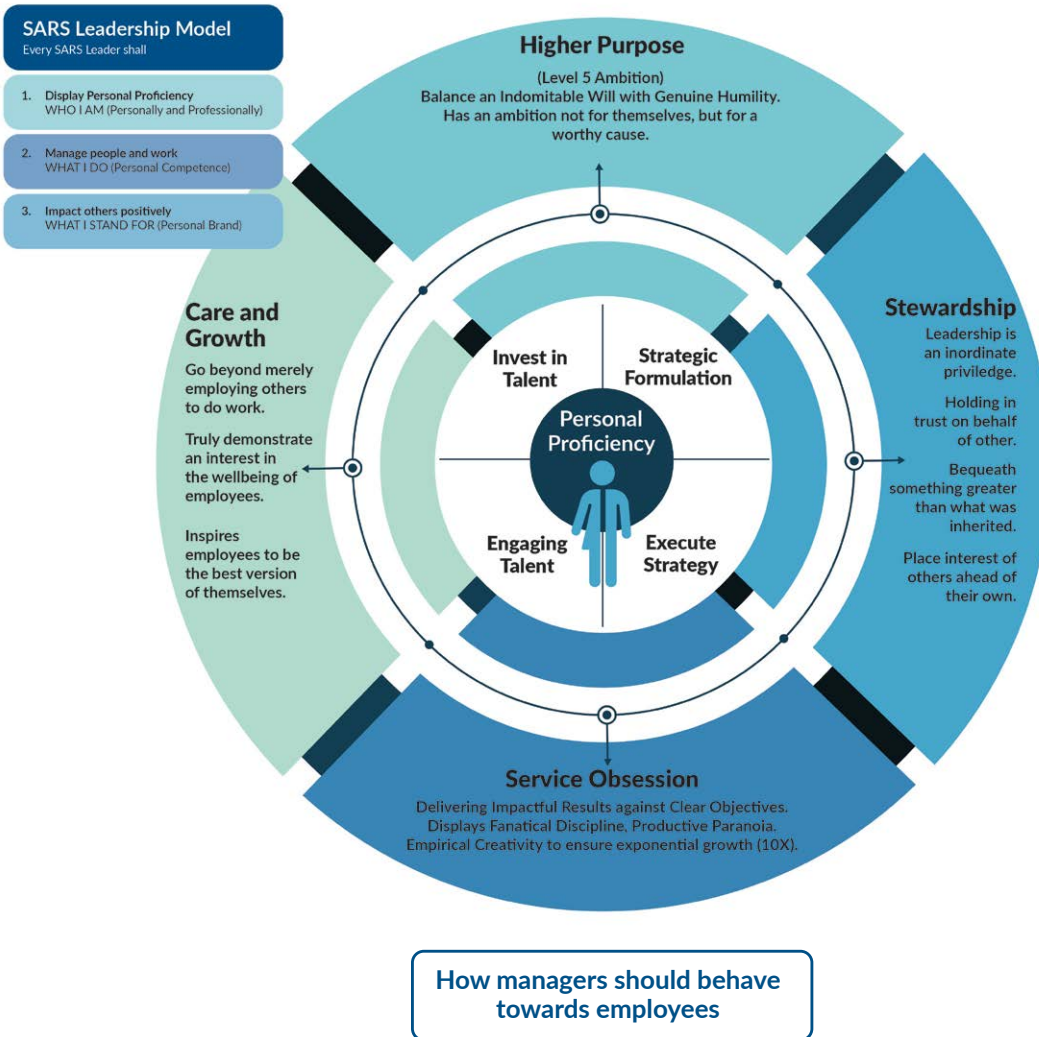 SARS Leadership Model
Every SARS Leader shall
1. Display Personal Proficiency
WHO I AM (Personally and Professionally)
2. Manage people and work
WHAT I DO (Personal Competence)
3. Impact others positively
WHAT I STAND FOR (Personal Brand)
Higher Purpose
(Level 5 Ambition)
Balance an Indomitable Will with Genuine Humility.
Has an ambition not for themselves, but for a
worthy cause.
Care and
Growth
Go beyond merely
employing others
to do work.
Truly demonstrate
an interest in
the wellbeing of
employees.
Inspires
employees to be
the best version
of themselves.
Invest in
Talent
Strategic
Formulation
Personal
Proficiency
Engaging
Talent
Execute
Strategy
Stewardship
Leadership is
an inordinate
priviledge.
Holding in
trust on behalf
of other.
Bequeath
something greater
than what was
inherited.
Place interest of
others ahead of
their own.
Service Obsession
Delivering Impactful Results against Clear Objectives.
Displays Fanatical Discipline, Productive Paranoia.
Empirical Creativity to ensure exponential growth (10X).
How managers should behave
towards employees